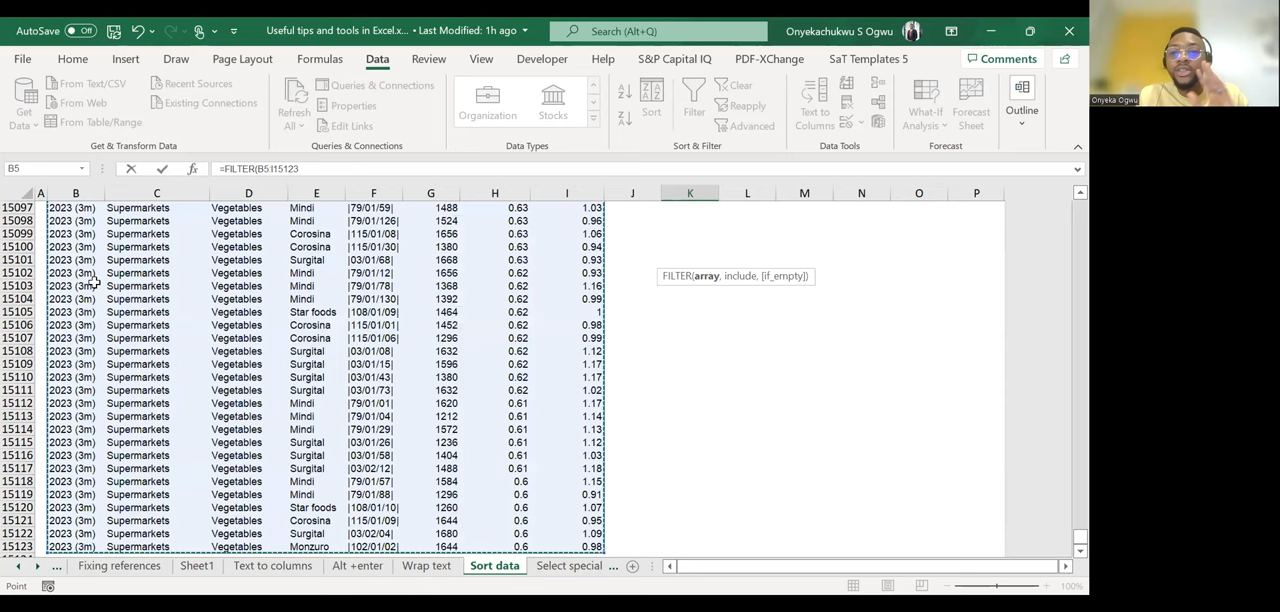 AutoSave Off Useful tips and tools in Excel.x... • Last Modified: 1h ago Search (Alt+Q) Onyekachukwu S Ogwu
File Home Insert Draw Page Layout Formulas Data Review View Developer Help S&P Capital IQ PDF-XChange SaT Templates 5 Comments
Get Data
From Text/CSV
From Web
From Table/Range
Recent Sources
Existing Connections
Get & Transform Data
Refresh All
Queries & Connections
Properties
Edit Links
Queries & Connections
Organization
Stocks
Data Types
Sort
Filter
Clear
Reapply
Advanced
Sort & Filter
Text to Columns
Data Tools
What-If Analysis
Forecast Sheet
Forecast
Outline
Onyeka Ogwu
B5 fx =FILTER(B5:I15123
A B C D E F G H I J K L M N O P
15097 2023 (3m) Supermarkets Vegetables Mindi |79/01/59| 1488 0.63 1.03
15098 2023 (3m) Supermarkets Vegetables Mindi |79/01/126| 1524 0.63 0.96
15099 2023 (3m) Supermarkets Vegetables Corosina |115/01/08| 1656 0.63 1.06
15100 2023 (3m) Supermarkets Vegetables Corosina |115/01/30| 1380 0.63 0.94
15101 2023 (3m) Supermarkets Vegetables Surgital |03/01/68| 1668 0.63 0.93
15102 2023 (3m) Supermarkets Vegetables Mindi |79/01/12| 1656 0.62 0.93
15103 2023 (3m) Supermarkets Vegetables Mindi |79/01/78| 1368 0.62 1.16
15104 2023 (3m) Supermarkets Vegetables Mindi |79/01/130| 1392 0.62 0.99
15105 2023 (3m) Supermarkets Vegetables Star foods |108/01/09| 1464 0.62 1
15106 2023 (3m) Supermarkets Vegetables Corosina |115/01/01| 1452 0.62 0.98
15107 2023 (3m) Supermarkets Vegetables Corosina |115/01/06| 1296 0.62 0.99
15108 2023 (3m) Supermarkets Vegetables Surgital |03/01/08| 1632 0.62 1.12
15109 2023 (3m) Supermarkets Vegetables Surgital |03/01/15| 1596 0.62 1.17
15110 2023 (3m) Supermarkets Vegetables Surgital |03/01/43| 1380 0.62 1.17
15111 2023 (3m) Supermarkets Vegetables Surgital |03/01/73| 1632 0.62 1.02
15112 2023 (3m) Supermarkets Vegetables Mindi |79/01/01| 1620 0.61 1.17
15113 2023 (3m) Supermarkets Vegetables Mindi |79/01/04| 1212 0.61 1.14
15114 2023 (3m) Supermarkets Vegetables Mindi |79/01/29| 1572 0.61 1.13
15115 2023 (3m) Supermarkets Vegetables Surgital |03/01/26| 1236 0.61 1.12
15116 2023 (3m) Supermarkets Vegetables Surgital |03/01/58| 1404 0.61 1.03
15117 2023 (3m) Supermarkets Vegetables Surgital |03/02/12| 1488 0.61 1.18
15118 2023 (3m) Supermarkets Vegetables Mindi |79/01/57| 1584 0.6 1.15
15119 2023 (3m) Supermarkets Vegetables Mindi |79/01/88| 1296 0.6 0.91
15120 2023 (3m) Supermarkets Vegetables Star foods |108/01/10| 1260 0.6 1.07
15121 2023 (3m) Supermarkets Vegetables Corosina |115/01/09| 1644 0.6 0.95
15122 2023 (3m) Supermarkets Vegetables Surgital |03/02/04| 1680 0.6 1.09
15123 2023 (3m) Supermarkets Vegetables Monzuro |102/01/02| 1644 0.6 0.98
FILTER(array, include, [if_empty])
... Fixing references Sheet1 Text to columns Alt +enter Wrap text Sort data Select special ...
Point 100%